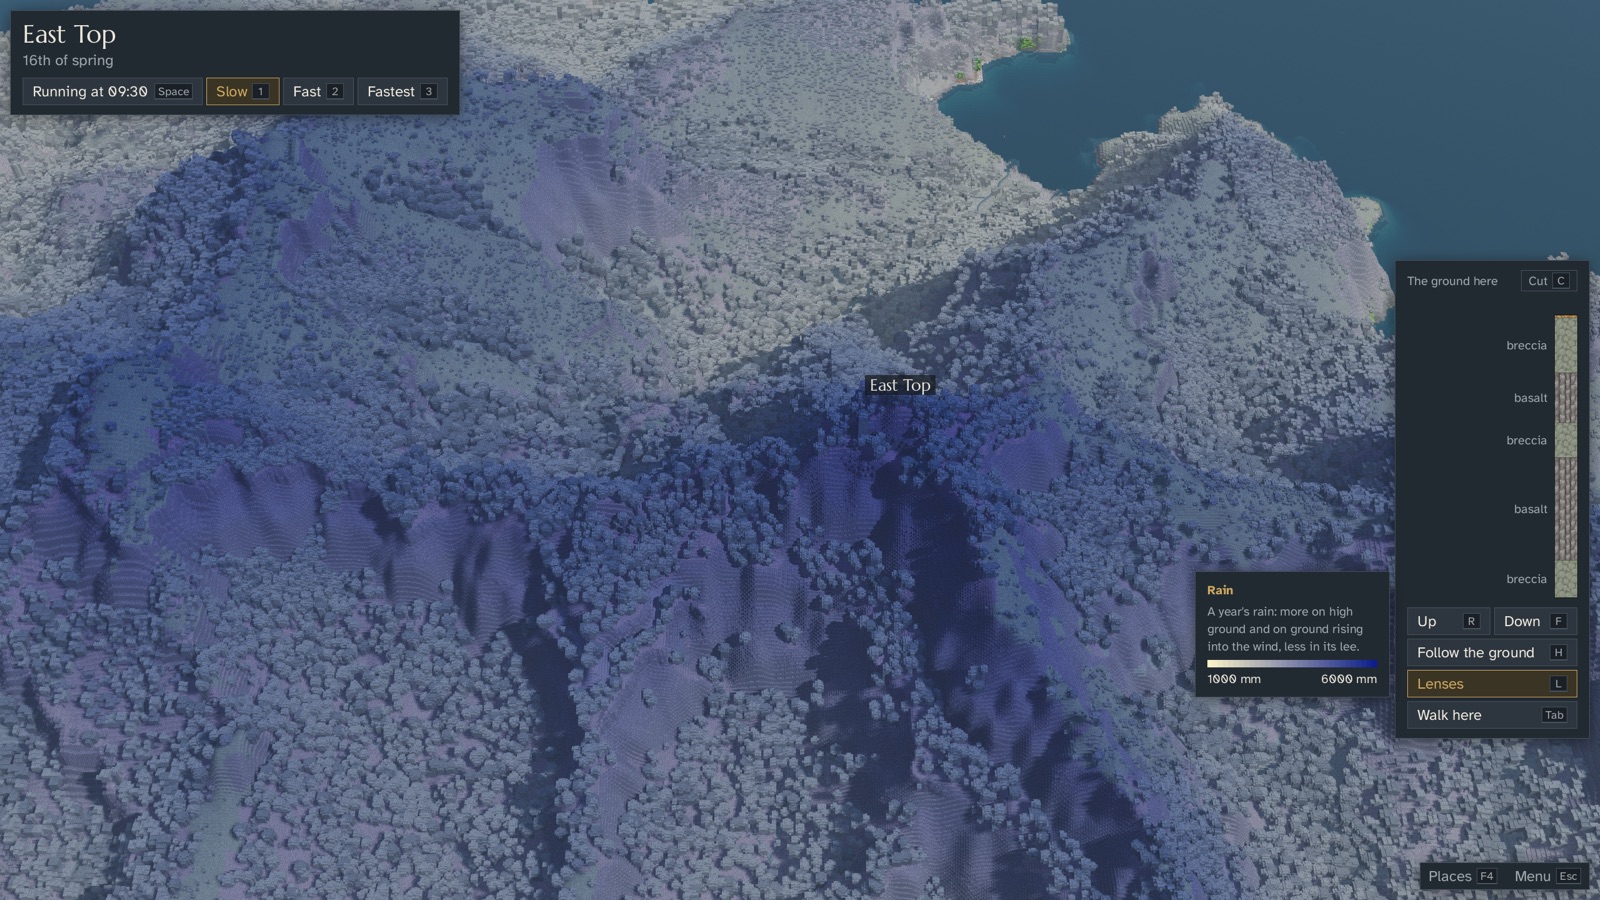 East Top
16th of spring
Running at 09:30 Space Slow 1 Fast 2 Fastest 3
East Top
The ground here Cut C
breccia
basalt
breccia
basalt
breccia
Rain
A year's rain: more on high
ground and on ground rising
into the wind, less in its lee.
1000 mm 6000 mm
Up R Down F
Follow the ground H
Lenses L
Walk here Tab
Places F4 Menu Esc